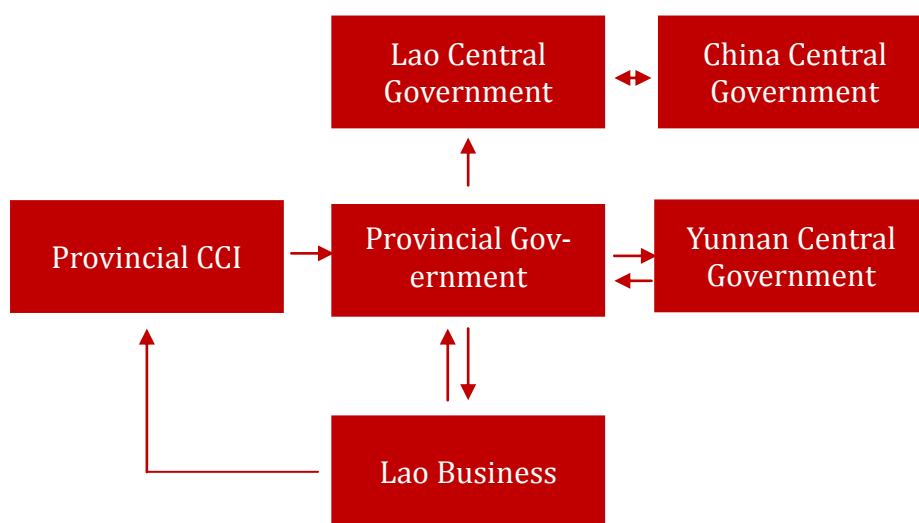 Lao Central
Government
China Central
Government
Provincial CCI
Provincial Gov-
ernment
Yunnan Central
Government
Lao Business